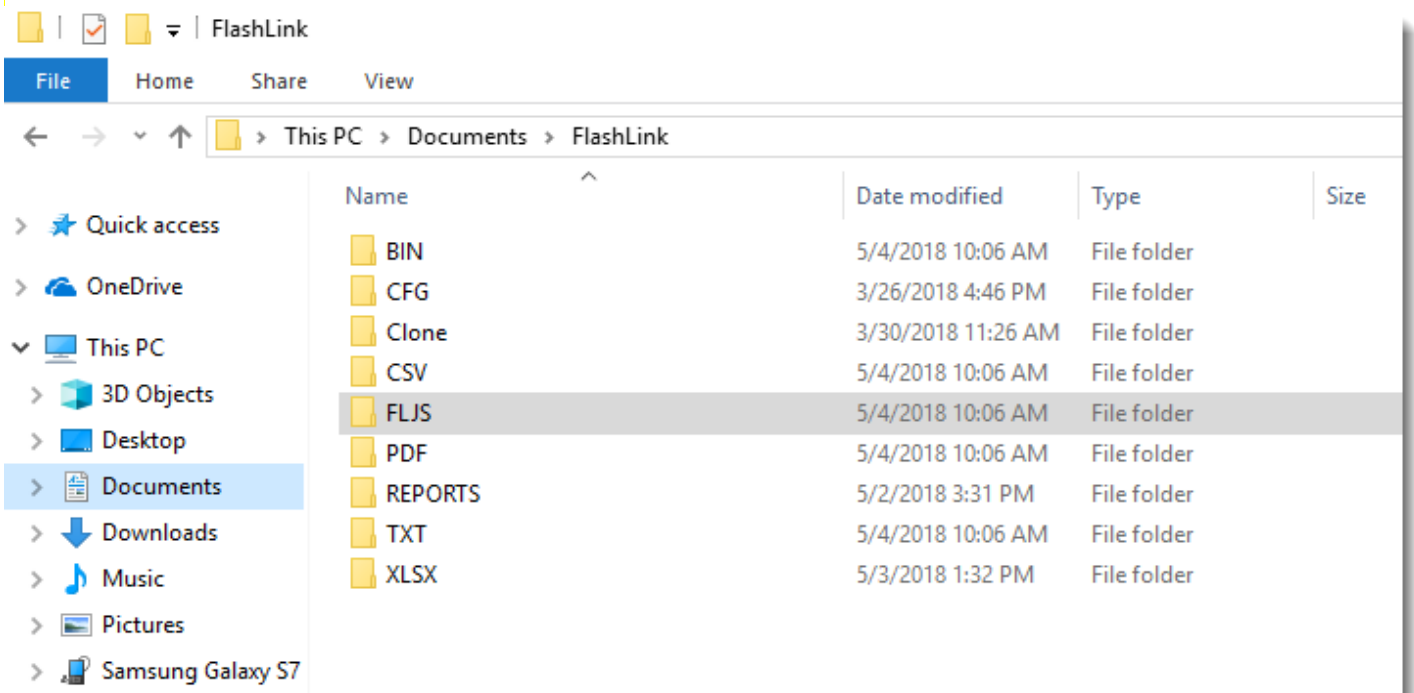 FlashLink
File Home Share View
This PC > Documents > FlashLink
Name Date modified Type Size
Quick access
OneDrive
This PC
3D Objects
Desktop
Documents
Downloads
Music
Pictures
Samsung Galaxy S7
BIN 5/4/2018 10:06 AM File folder
CFG 3/26/2018 4:46 PM File folder
Clone 3/30/2018 11:26 AM File folder
CSV 5/4/2018 10:06 AM File folder
FLJS 5/4/2018 10:06 AM File folder
PDF 5/4/2018 10:06 AM File folder
REPORTS 5/2/2018 3:31 PM File folder
TXT 5/4/2018 10:06 AM File folder
XLSX 5/3/2018 1:32 PM File folder